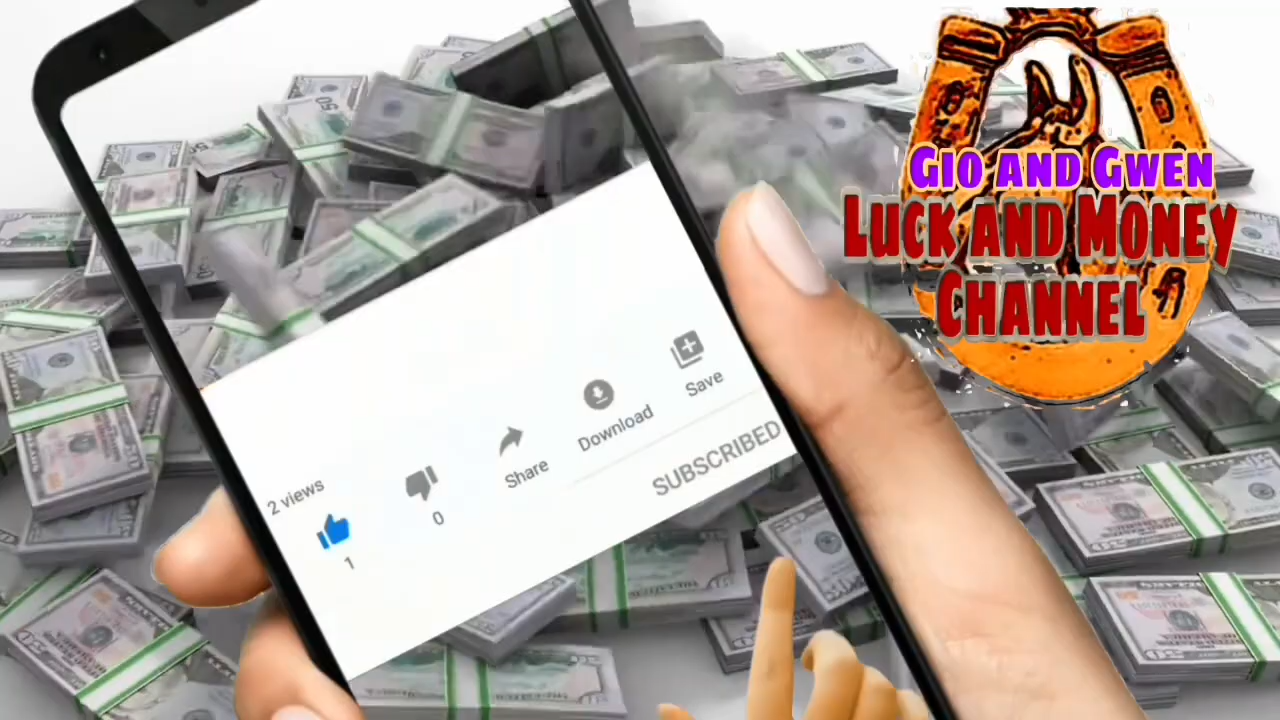 Gio and Gwen
Luck and Money
Channel
2 views
1
0
Share
Download
Save
SUBSCRIBED